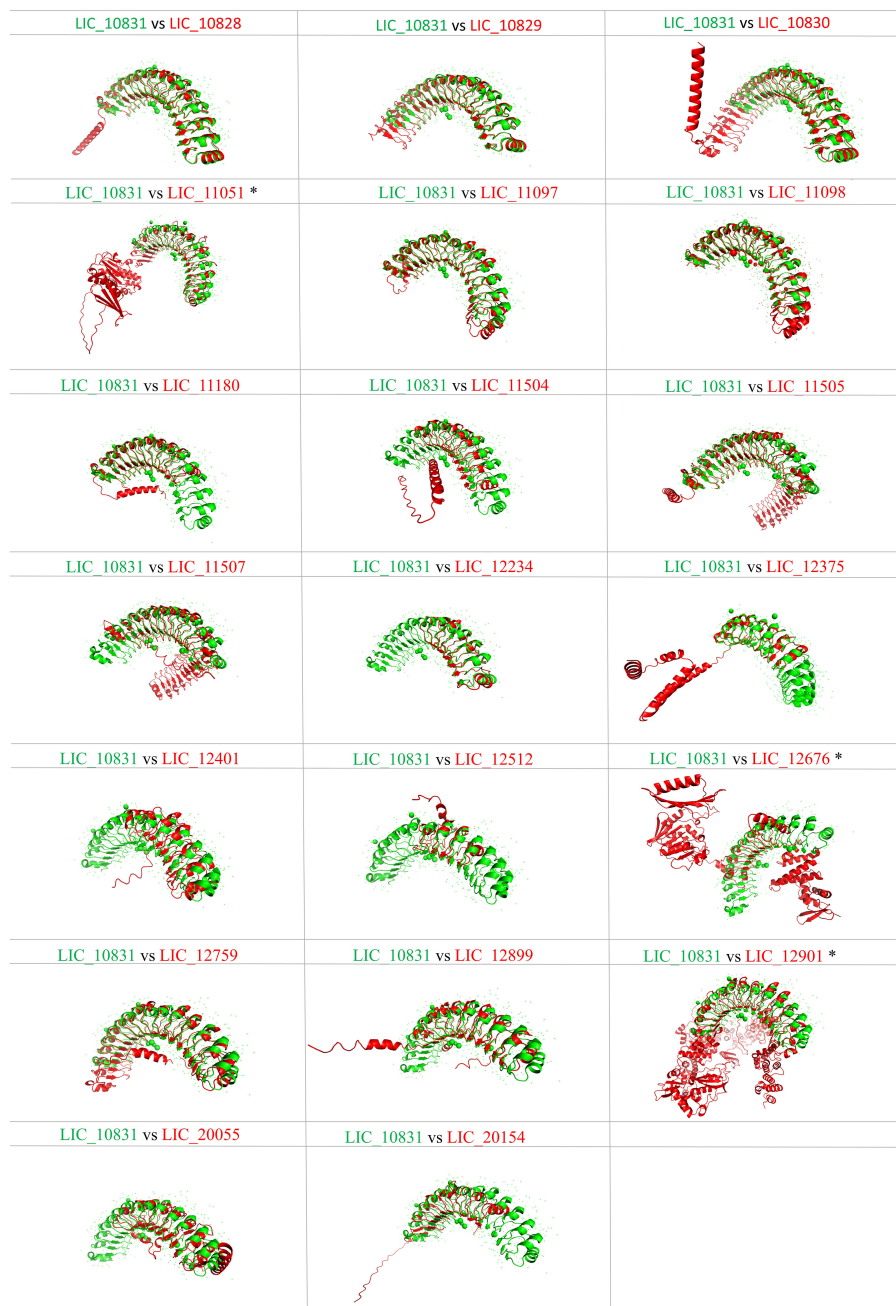 LIC_10831 vs LIC_10828
LIC_10831 vs LIC_10829
LIC_10831 vs LIC_10830
LIC_10831 vs LIC_11051 *
LIC_10831 vs LIC_11097
LIC_10831 vs LIC_11098
LIC_10831 vs LIC_11180
LIC_10831 vs LIC_11504
LIC_10831 vs LIC_11505
LIC_10831 vs LIC_11507
LIC_10831 vs LIC_12234
LIC_10831 vs LIC_12375
LIC_10831 vs LIC_12401
LIC_10831 vs LIC_12512
LIC_10831 vs LIC_12676 *
LIC_10831 vs LIC_12759
LIC_10831 vs LIC_12899
LIC_10831 vs LIC_12901 *
LIC_10831 vs LIC_20055
LIC_10831 vs LIC_20154